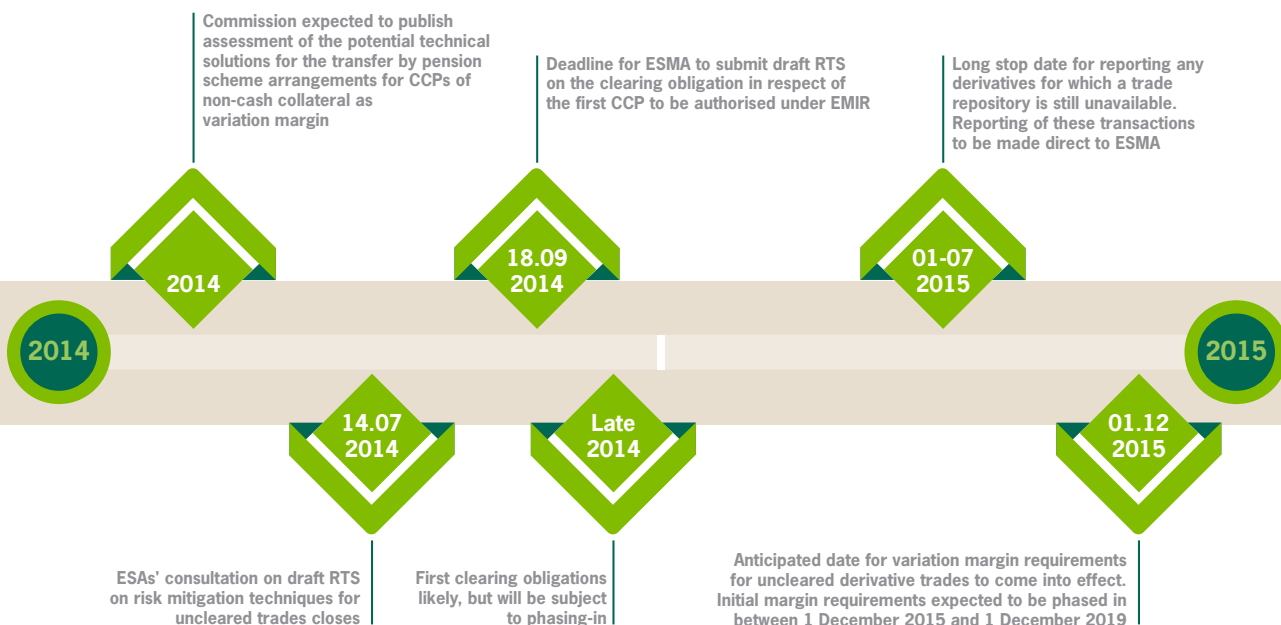 Commission expected to publish
assessment of the potential technical
solutions for the transfer by pension
scheme arrangements for CCPs of
non-cash collateral as
variation margin
Deadline for ESMA to submit draft RTS
on the clearing obligation in respect of
the first CCP to be authorised under EMIR
Long stop date for reporting any
derivatives for which a trade
repository is still unavailable.
Reporting of these transactions
to be made direct to ESMA
2014
18.09
2014
01-07
2015
2014
2015
14.07
2014
Late
2014
01.12
2015
ESAs' consultation on draft RTS
on risk mitigation techniques for
uncleared trades closes
First clearing obligations
likely, but will be subject
to phasing-in
Anticipated date for variation margin requirements
for uncleared derivative trades to come into effect.
Initial margin requirements expected to be phased in
between 1 December 2015 and 1 December 2019